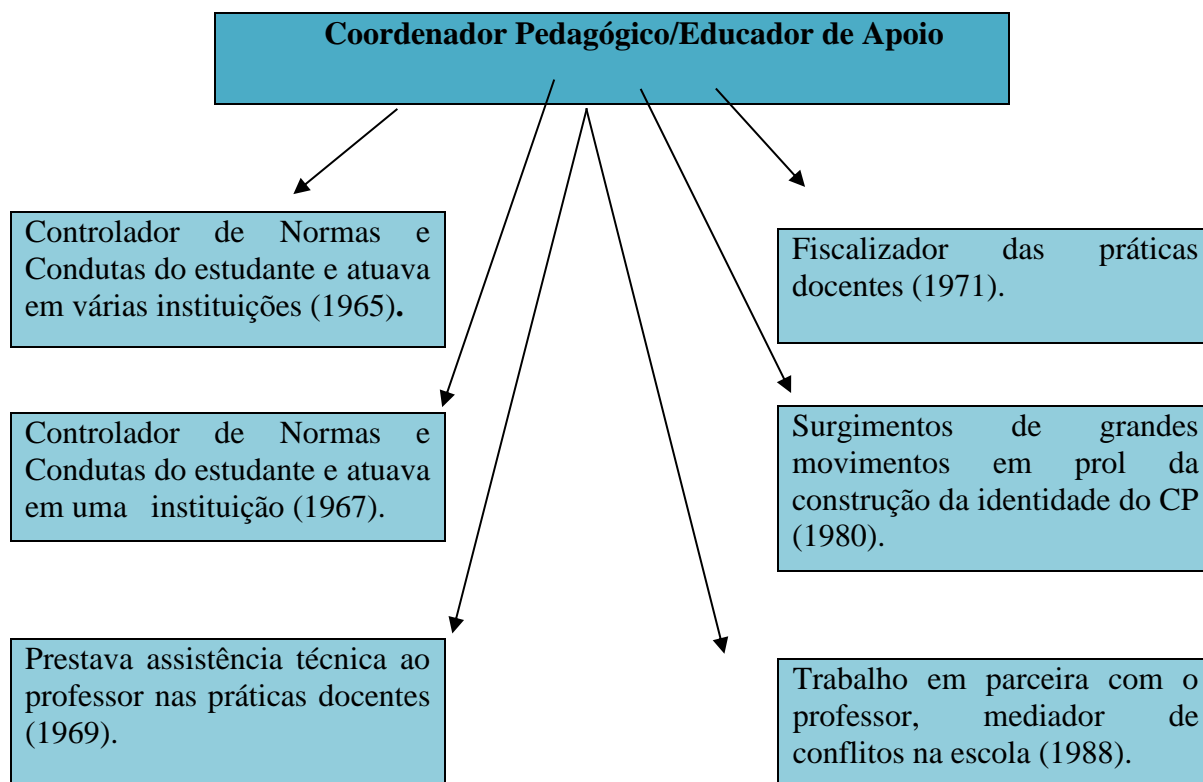 Coordenador Pedagógico/Educador de Apoio
Controlador de Normas e
Condutas do estudante e atuava
em várias instituições (1965).
Controlador de Normas e
Condutas do estudante e atuava
em uma instituição (1967).
Prestava assistência técnica ao
professor nas práticas docentes
(1969).
Fiscalizador das práticas
docentes (1971).
Surgimentos de grandes
movimentos em prol da
construção da identidade do CP
(1980).
Trabalho em parceira com o
professor, mediador de
conflitos na escola (1988).